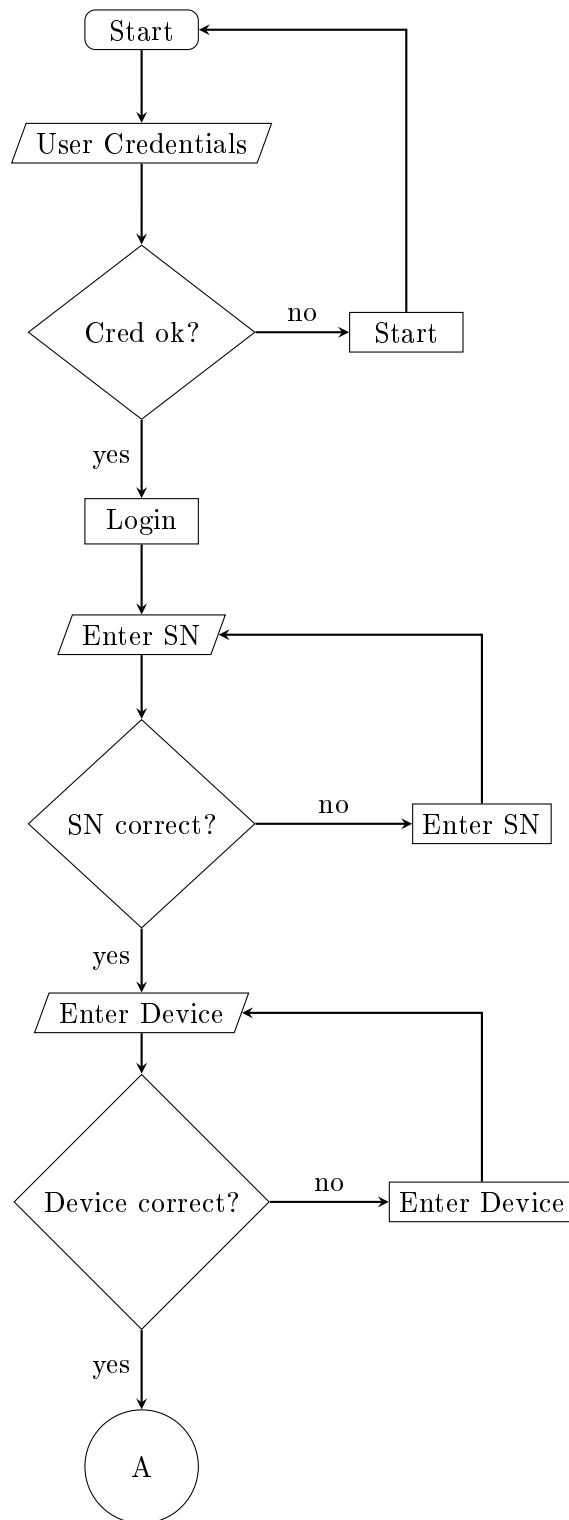 Start
User Credentials
Cred ok?
no
Start
yes
Login
Enter SN
SN correct?
no
Enter SN
yes
Enter Device
Device correct?
no
Enter Device
yes
A